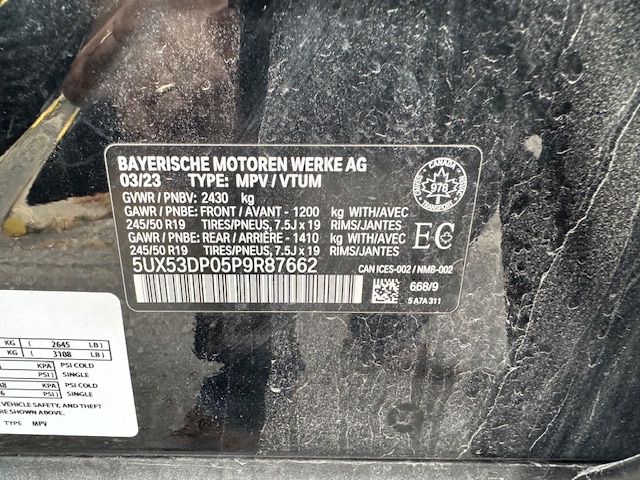 BAYERISCHE MOTOREN WERKE AG
03/23 TYPE: MPV / VTUM
GVWR / PNBV: 2430 kg
GAWR / PNBE: FRONT / AVANT - 1200 kg WITH/AVEC
245/50 R19 TIRES/PNEUS, 7.5J x 19 RIMS/JANTES
GAWR / PNBE: REAR / ARRIÈRE - 1410 kg WITH/AVEC
245/50 R19 TIRES/PNEUS, 7.5J x 19 RIMS/JANTES
5UX53DP05P9R87662
CANADA
978
TRANSPORT
EC
CAN ICES-002 / NMB-002
668/9
5 A7A 311
KG ( 2645 LB)
KG ( 3108 LB)
KPA PSI COLD
PSI) SINGLE
KPA PSI COLD
PSI) SINGLE
VEHICLE SAFETY, AND THEFT
RE SHOWN ABOVE.
TYPE MPV